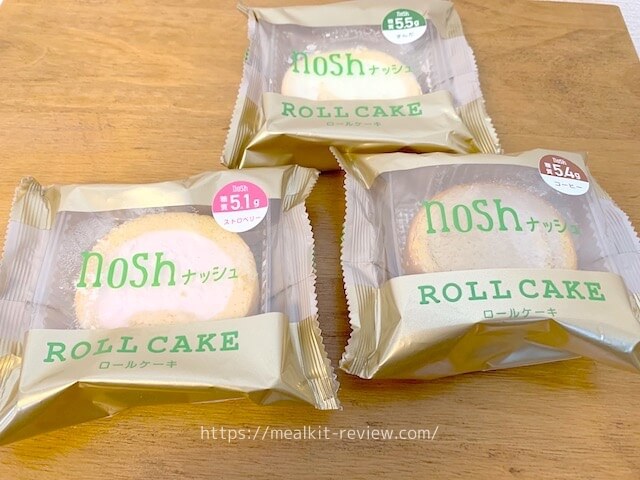 nosh
糖質 5.5g
nosh ナッシュ
ROLL CAKE
ロールケーキ
nosh
糖質 5.1g
ストロベリー
nosh ナッシュ
ROLL CAKE
ロールケーキ
nosh
糖質 5.4g
コーヒー
nosh ナッシュ
ROLL CAKE
ロールケーキ
https://mealkit-review.com/